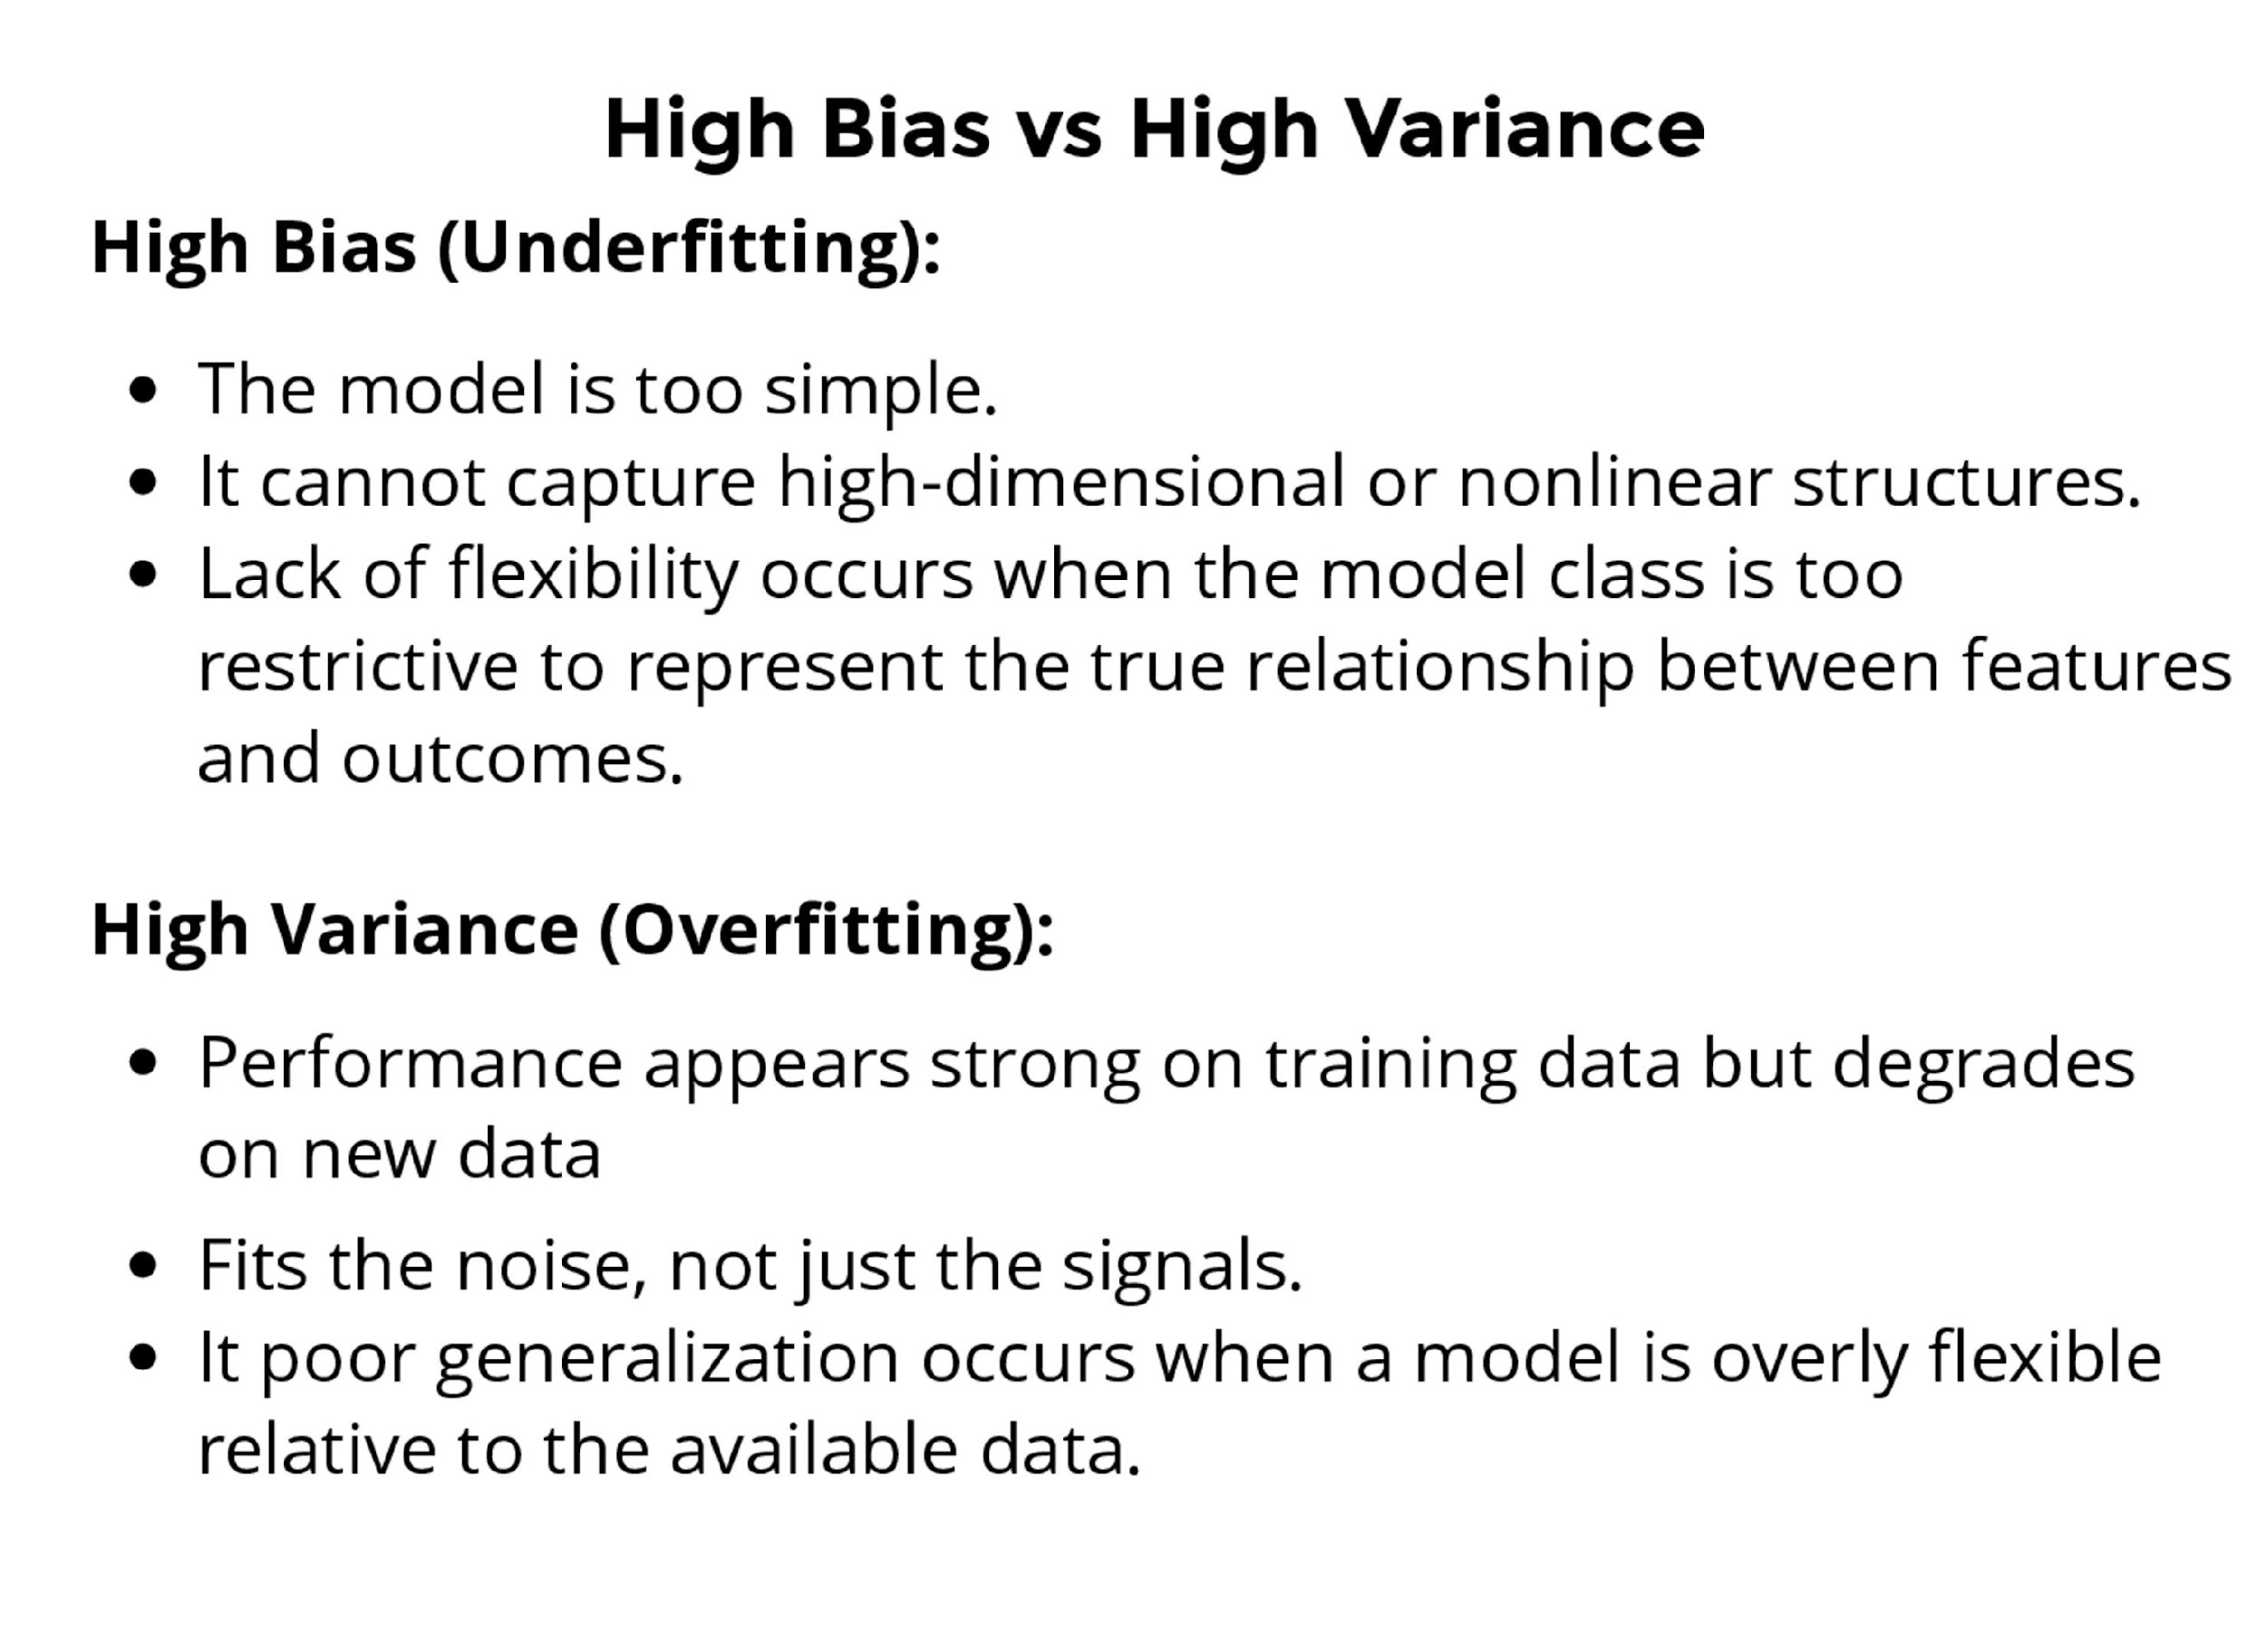 High Bias vs High Variance
High Bias (Underfitting):
• The model is too simple.
• It cannot capture high-dimensional or nonlinear structures.
• Lack of flexibility occurs when the model class is too
restrictive to represent the true relationship between features
and outcomes.
High Variance (Overfitting):
• Performance appears strong on training data but degrades
on new data
• Fits the noise, not just the signals.
• It poor generalization occurs when a model is overly flexible
relative to the available data.